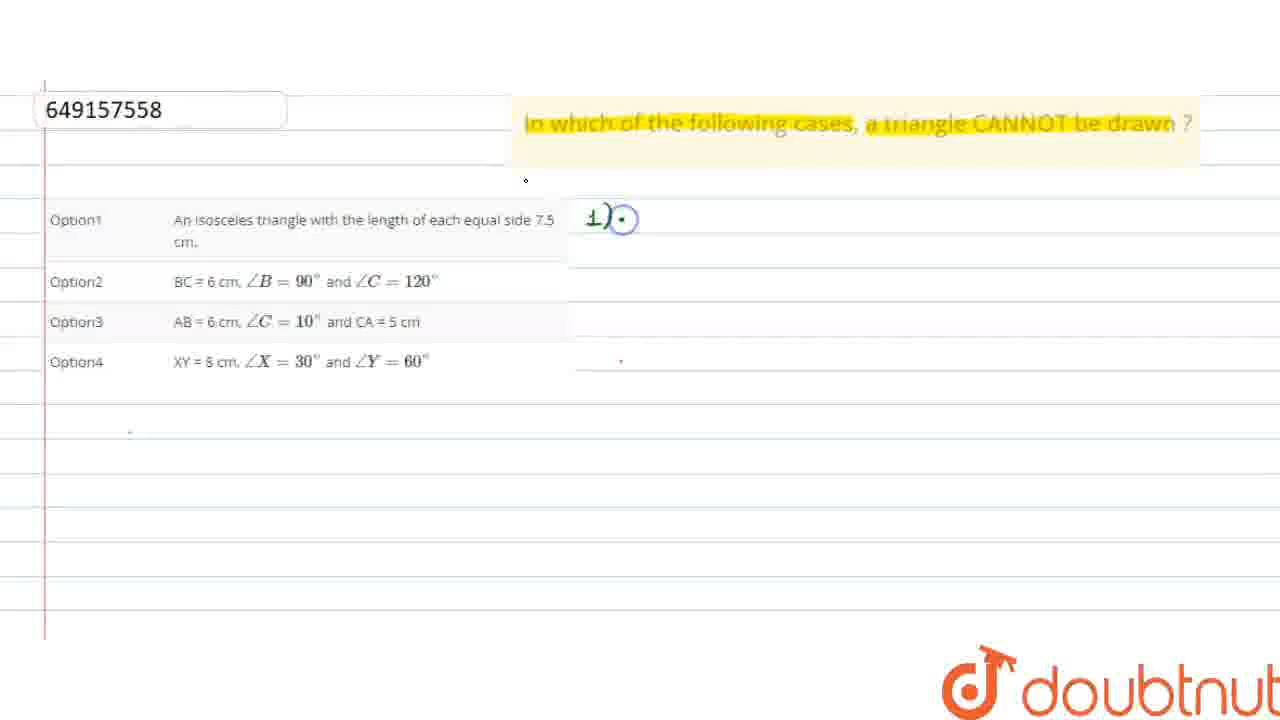 649157558
In which of the following cases, a triangle CANNOT be drawn ?
Option1 An isosceles triangle with the length of each equal side 7.5
cm.
1)
Option2 BC = 6 cm, ∠B = 90° and ∠C = 120°
Option3 AB = 6 cm, ∠C = 10° and CA = 5 cm
Option4 XY = 8 cm, ∠X = 30° and ∠Y = 60°
doubtnut